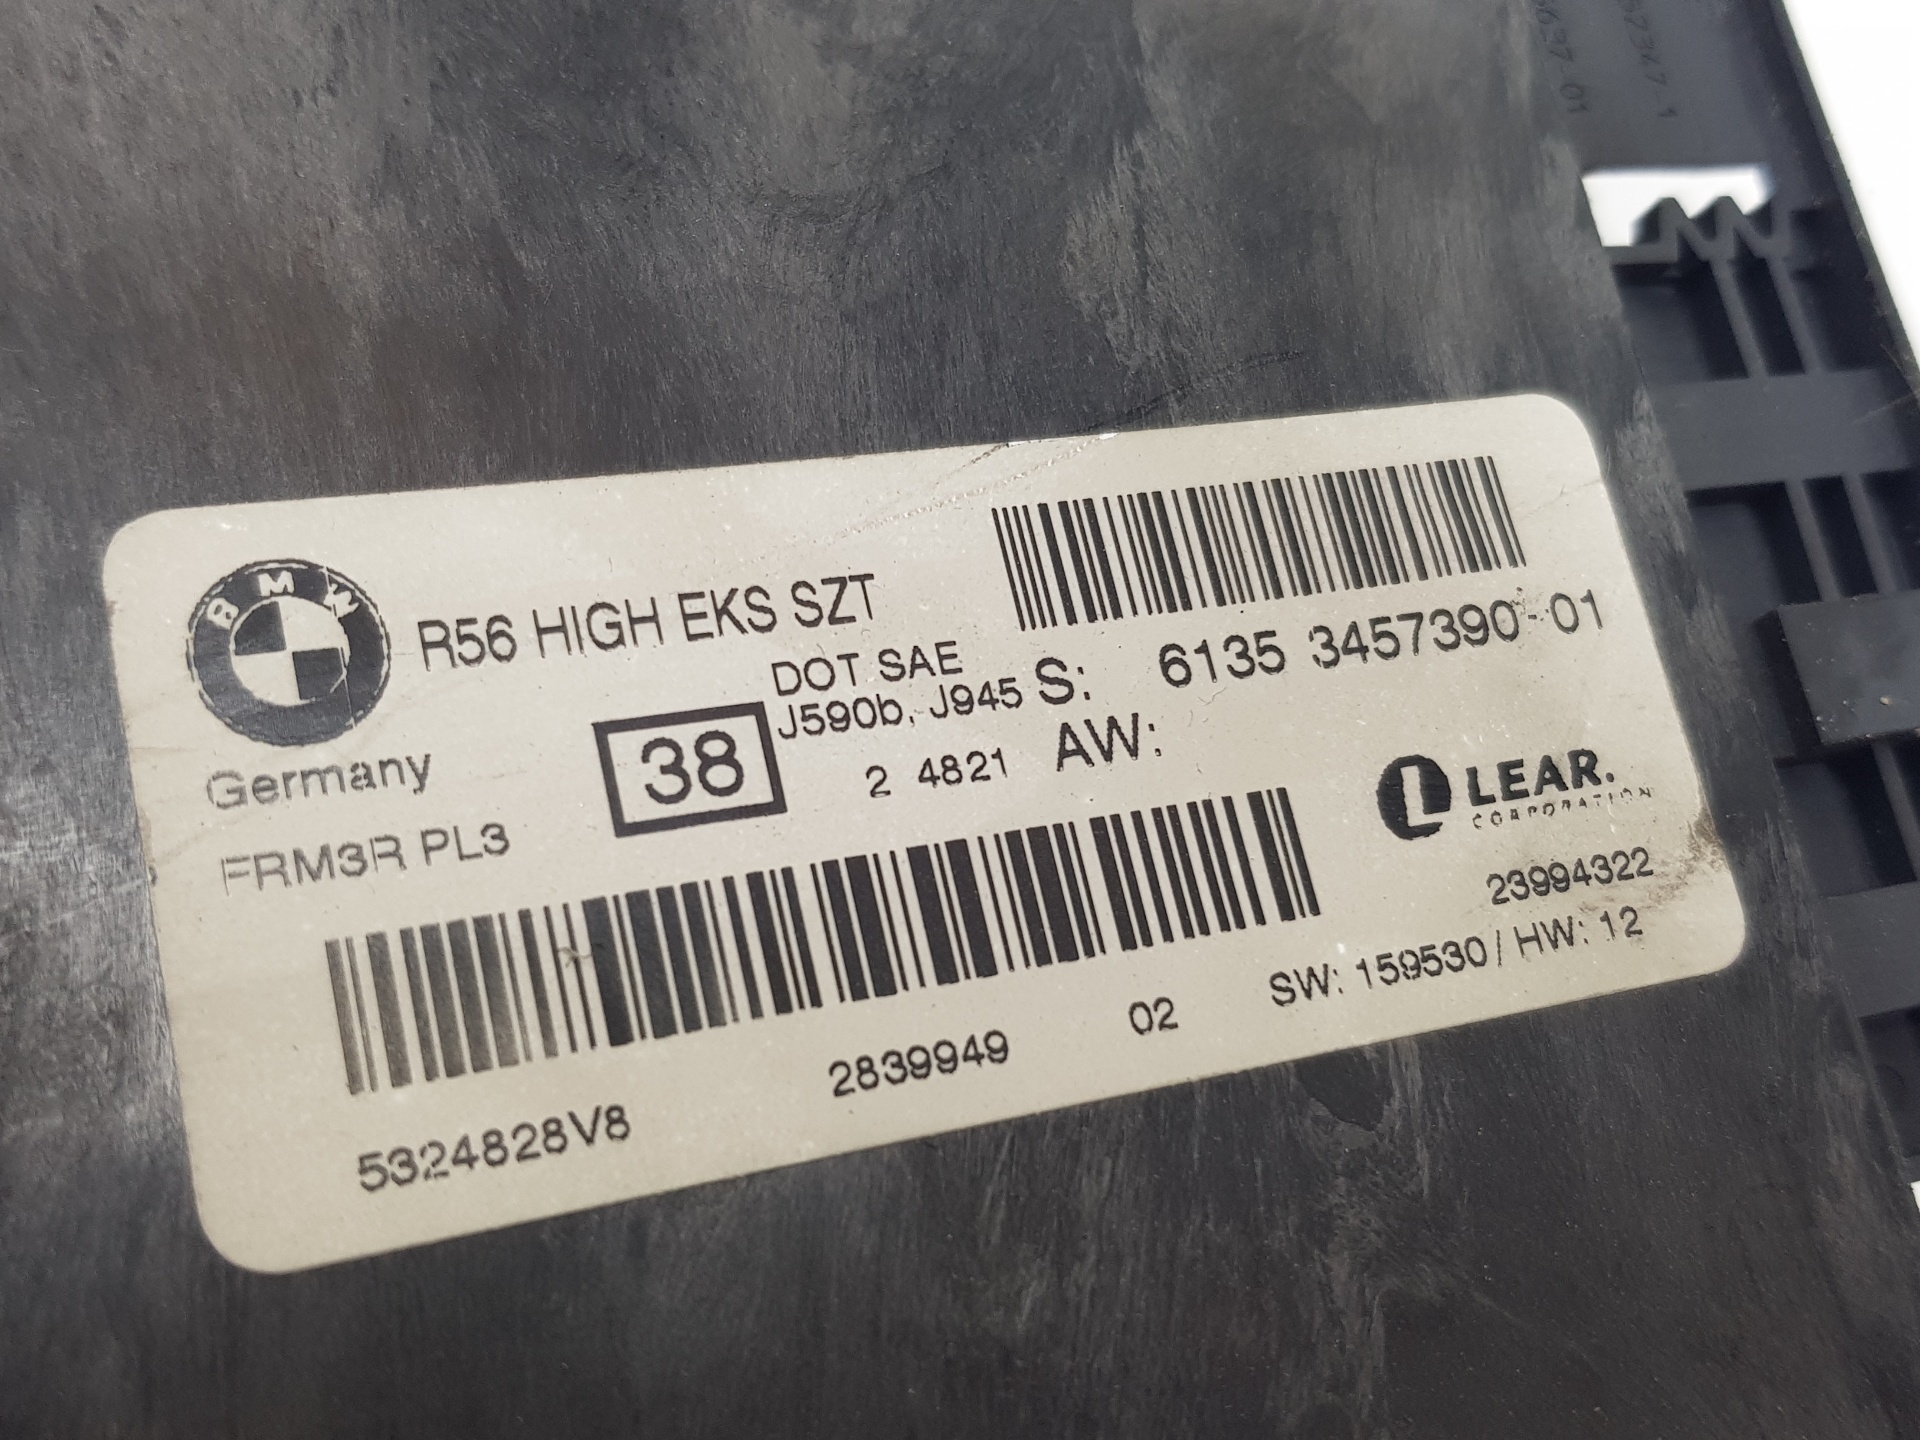 BMW
R56 HIGH EKS SZT
DOT SAE
J590b, J945
S: 6135 3457390-01
Germany
38
2 4821
AW:
LEAR.
CORPORATION
FRM3R PL3
23994322
SW: 159530 / HW: 12
5324828V8
2839949
02